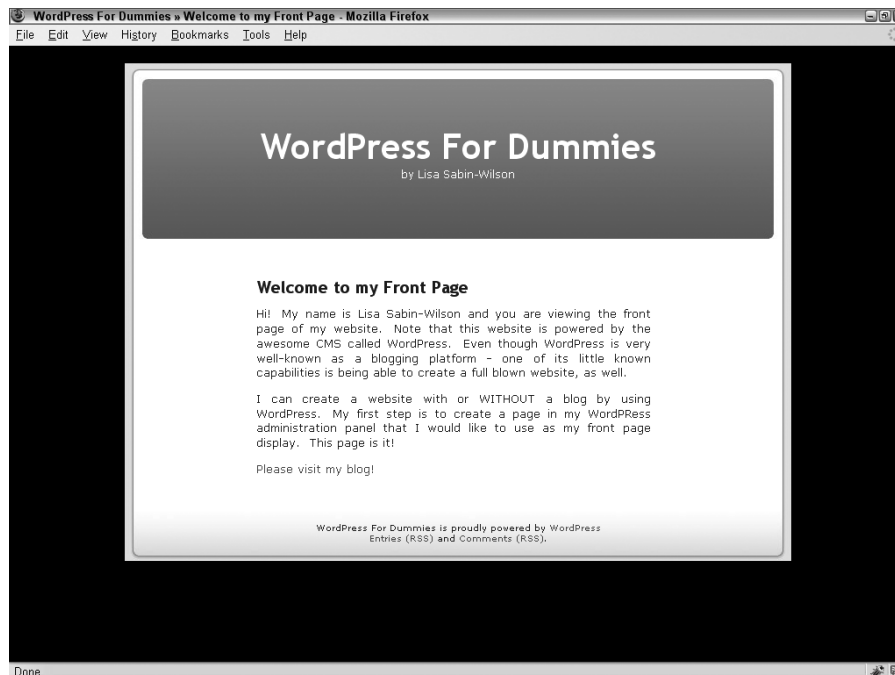 WordPress For Dummies » Welcome to my Front Page - Mozilla Firefox
File Edit View History Bookmarks Tools Help
WordPress For Dummies
by Lisa Sabin-Wilson
Welcome to my Front Page
Hi! My name is Lisa Sabin-Wilson and you are viewing the front
page of my website. Note that this website is powered by the
awesome CMS called WordPress. Even though WordPress is very
well-known as a blogging platform - one of its little known
capabilities is being able to create a full blown website, as well.
I can create a website with or WITHOUT a blog by using
WordPress. My first step is to create a page in my WordPRess
administration panel that I would like to use as my front page
display. This page is it!
Please visit my blog!
WordPress For Dummies is proudly powered by WordPress
Entries (RSS) and Comments (RSS).
Done